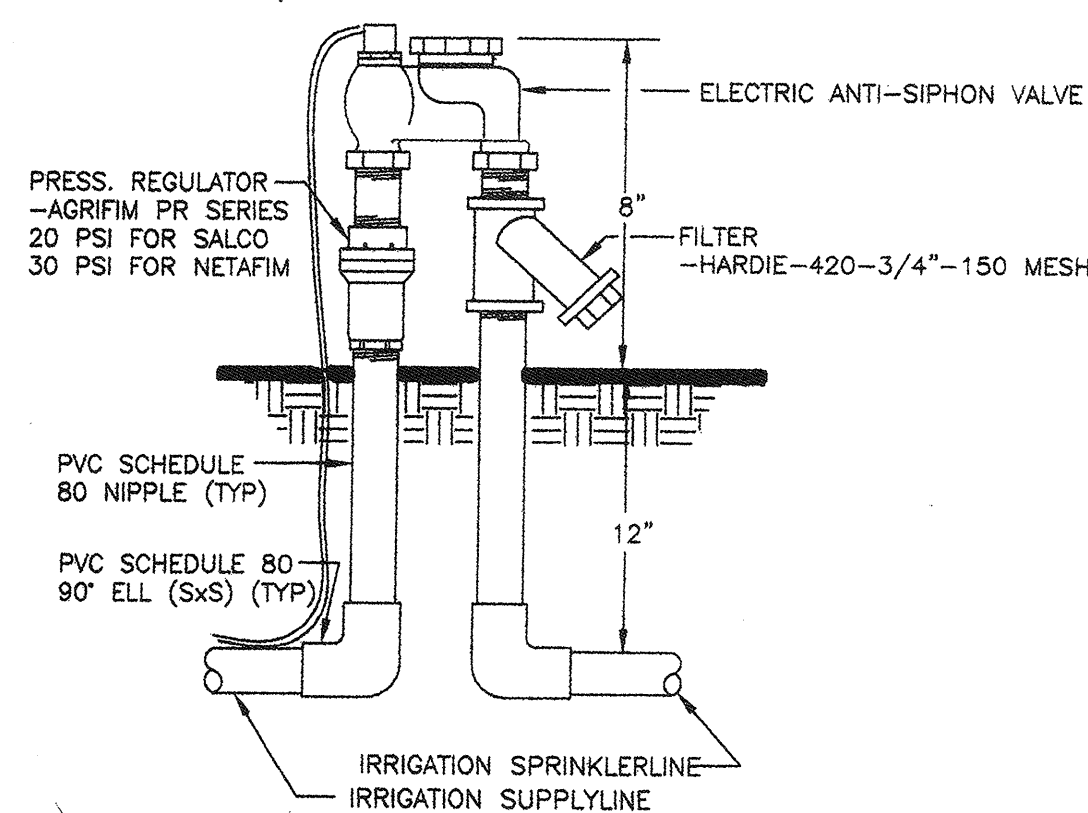 ELECTRIC ANTI-SIPHON VALVE
PRESS. REGULATOR
-AGRIFIM PR SERIES
20 PSI FOR SALCO
30 PSI FOR NETAFIM
8"
FILTER
-HARDIE-420-3/4"-150 MESH
PVC SCHEDULE
80 NIPPLE (TYP)
12"
PVC SCHEDULE 80
90° ELL (SxS) (TYP)
IRRIGATION SPRINKLERLINE
IRRIGATION SUPPLYLINE